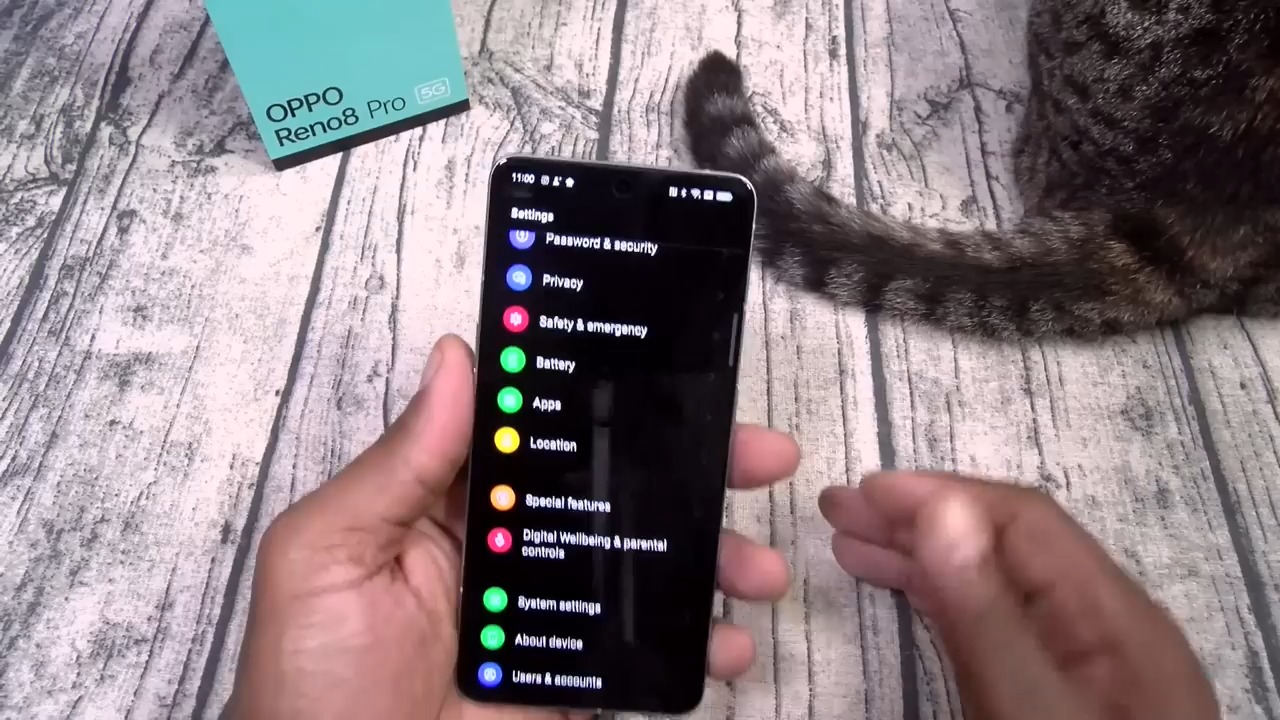 OPPO
Reno8 Pro 5G
11:00
Settings
Password & security
Privacy
Safety & emergency
Battery
Apps
Location
Special features
Digital Wellbeing & parental
controls
System settings
About device
Users & accounts